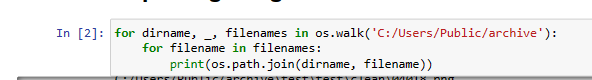 In [2]: for dirname, _, filenames in os.walk('C:/Users/Public/archive'):
for filename in filenames:
print(os.path.join(dirname, filename))